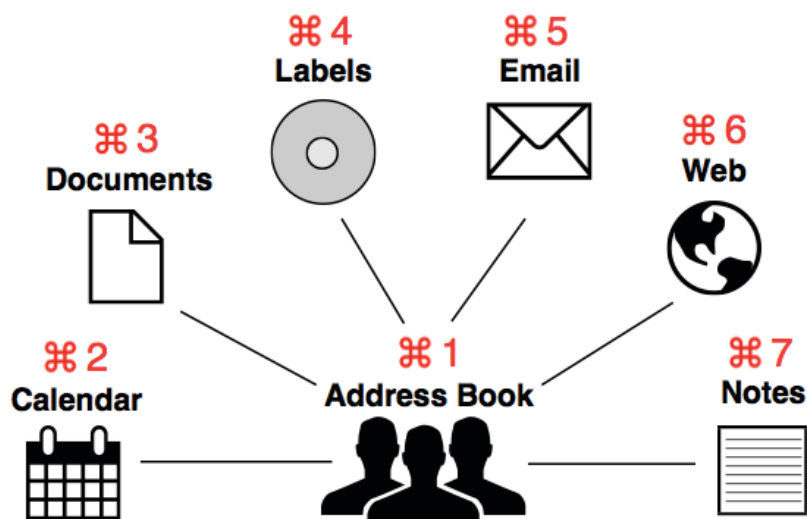 ⌘4
Labels
⌘5
Email
⌘3
Documents
⌘6
Web
⌘2
Calendar
⌘1
Address Book
⌘7
Notes